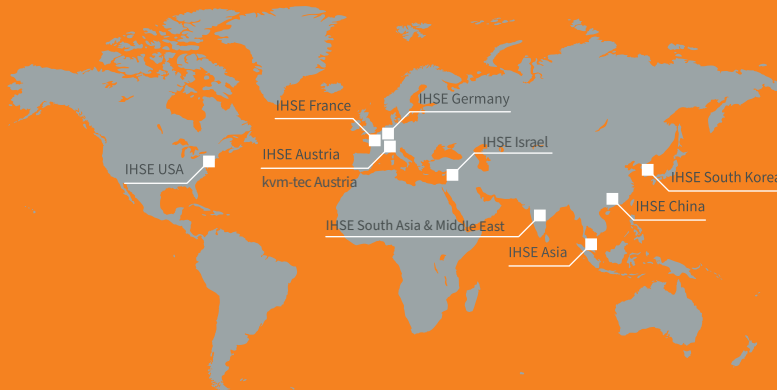 IHSE France
IHSE Germany
IHSE Israel
IHSE Austria
kvm-tec Austria
IHSE USA
IHSE South Korea
IHSE China
IHSE South Asia & Middle East
IHSE Asia